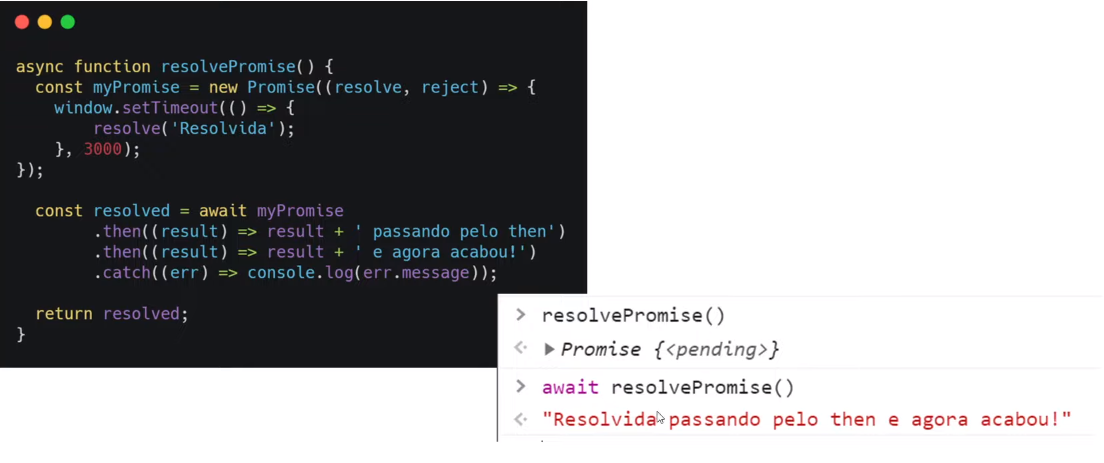 async function resolvePromise() {
  const myPromise = new Promise((resolve, reject) => {
    window.setTimeout(() => {
        resolve('Resolvida');
    }, 3000);
});

  const resolved = await myPromise
        .then((result) => result + ' passando pelo then')
        .then((result) => result + ' e agora acabou!')
        .catch((err) => console.log(err.message));

  return resolved;
}
> resolvePromise()
<· ▶ Promise {<pending>}
> await resolvePromise()
<· "Resolvida passando pelo then e agora acabou!"